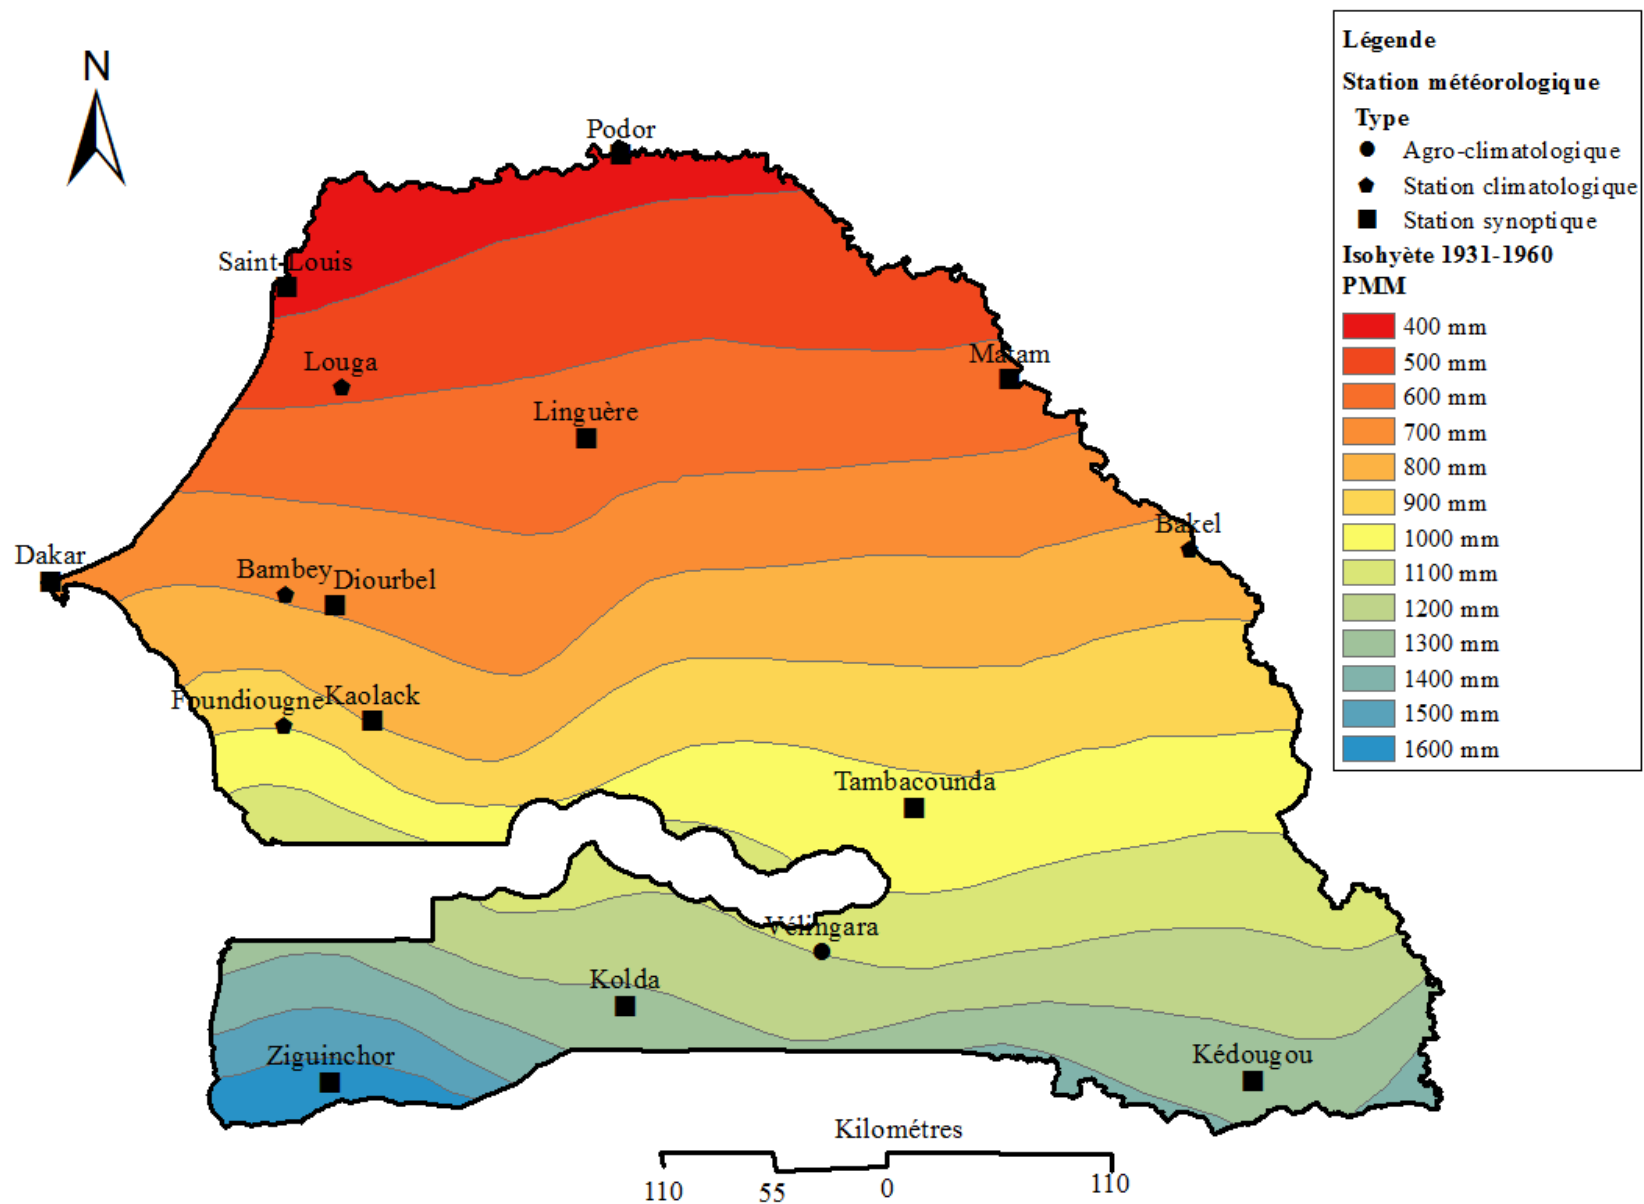 N
Podor
Saint-Louis
Louga
Matam
Linguère
Bakel
Dakar
Bambey
Diourbel
Foundiougne
Kaolack
Tambacounda
Vélingara
Kolda
Ziguinchor
Kédougou
Kilométres
110 55 0 110
Légende
Station météorologique
Type
Agro-climatologique
Station climatologique
Station synoptique
Isohyète 1931-1960
PMM
400 mm
500 mm
600 mm
700 mm
800 mm
900 mm
1000 mm
1100 mm
1200 mm
1300 mm
1400 mm
1500 mm
1600 mm